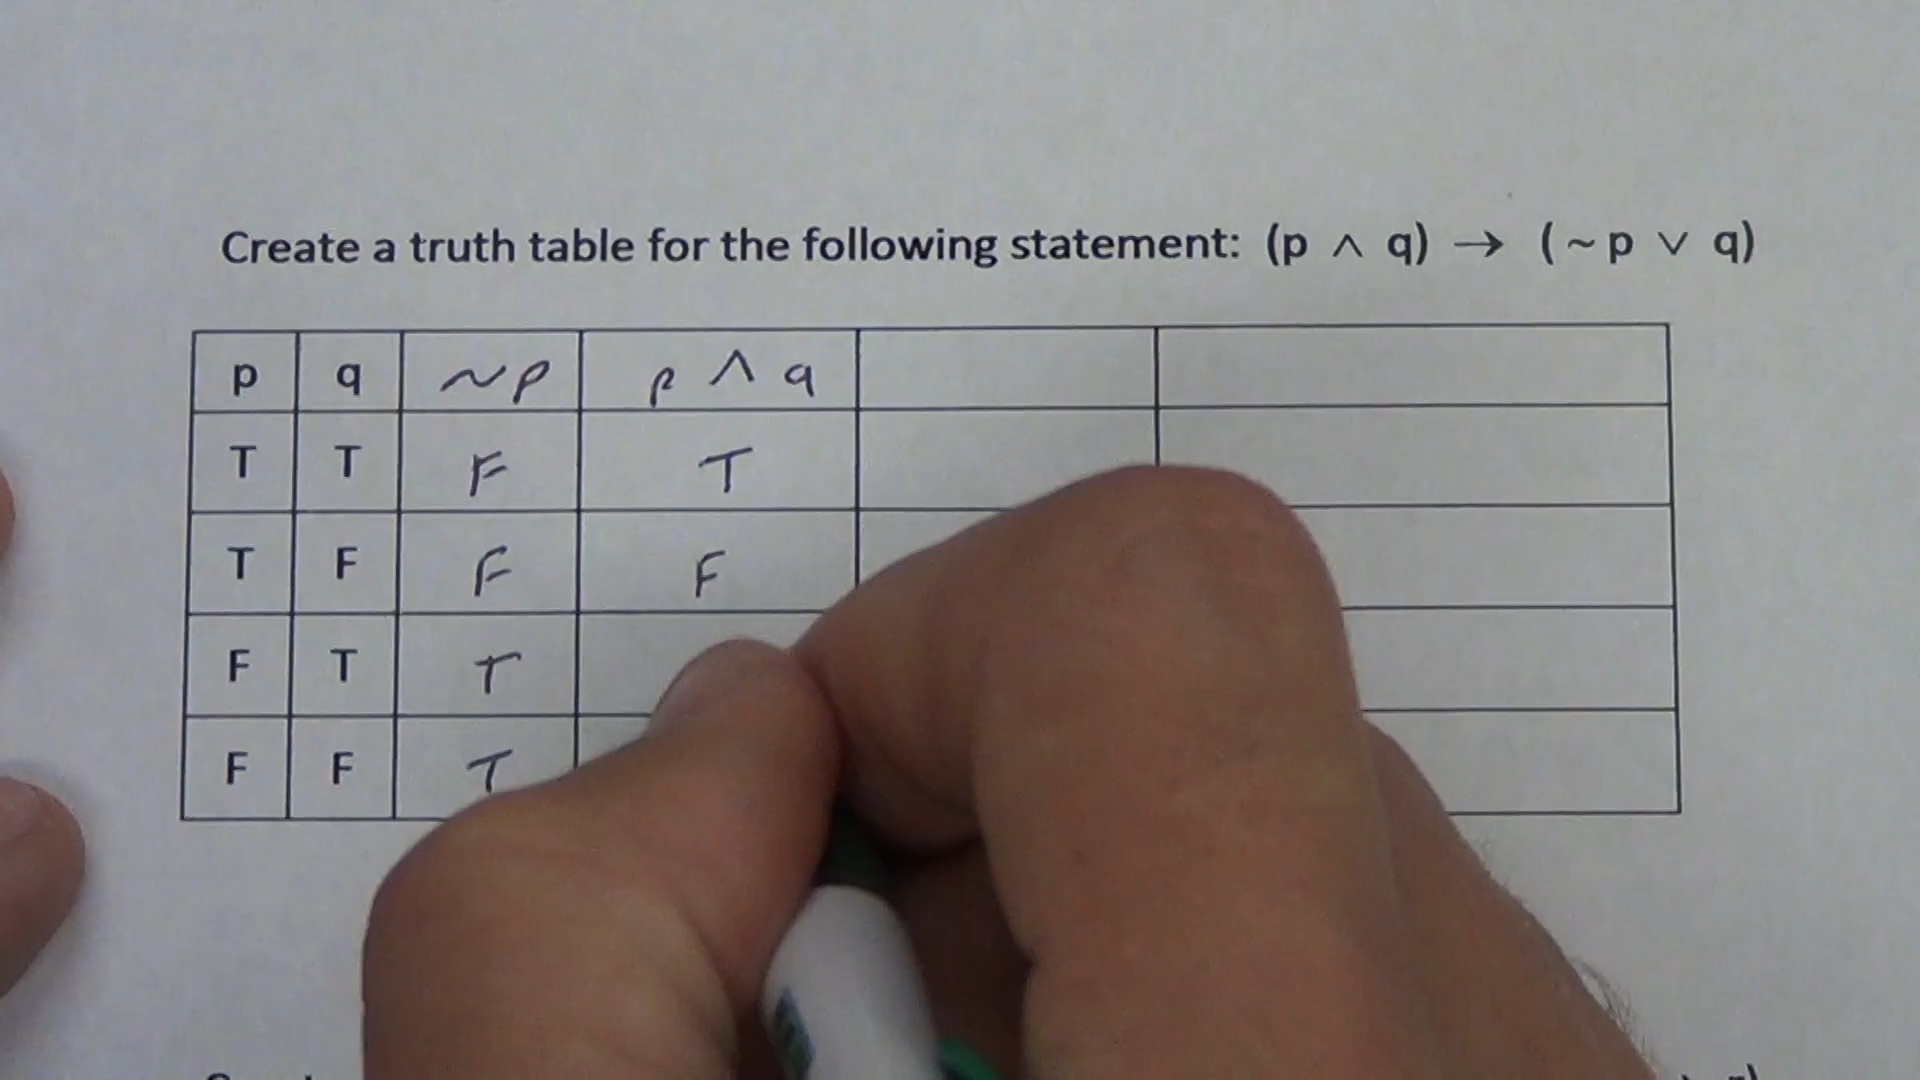 Create a truth table for the following statement: (p ∧ q) → (~p ∨ q)
p q ~p p ∧ q
T T F T
T F F F
F T T
F F T